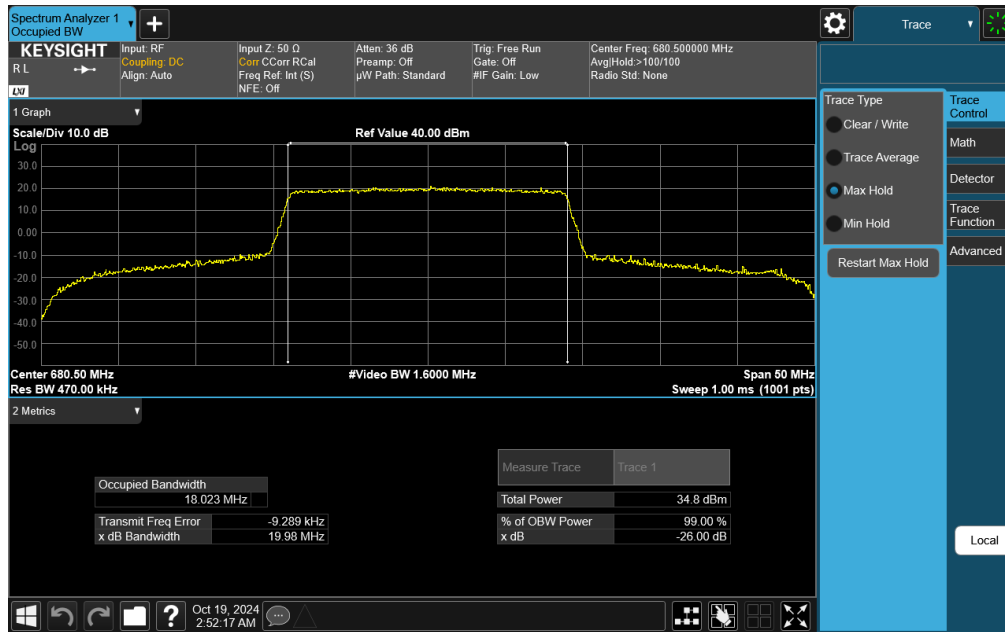 Spectrum Analyzer 1
Occupied BW
Trace
KEYSIGHT
R L
LXI
Input: RF
Coupling: DC
Align: Auto
Input Z: 50 Ω
Corr CCorr RCal
Freq Ref: Int (S)
NFE: Off
Atten: 36 dB
Preamp: Off
µW Path: Standard
Trig: Free Run
Gate: Off
#IF Gain: Low
Center Freq: 680.500000 MHz
Avg|Hold:>100/100
Radio Std: None
1 Graph
Scale/Div 10.0 dB
Ref Value 40.00 dBm
Log
30.0
20.0
10.0
0.00
-10.0
-20.0
-30.0
-40.0
-50.0
Center 680.50 MHz
#Video BW 1.6000 MHz
Span 50 MHz
Res BW 470.00 kHz
Sweep 1.00 ms (1001 pts)
2 Metrics
Measure Trace
Trace 1
Occupied Bandwidth
18.023 MHz
Total Power
34.8 dBm
Transmit Freq Error
-9.289 kHz
% of OBW Power
99.00 %
x dB Bandwidth
19.98 MHz
x dB
-26.00 dB
Trace Type
Clear / Write
Trace Average
Max Hold
Min Hold
Restart Max Hold
Trace
Control
Math
Detector
Trace
Function
Advanced
Local
?
Oct 19, 2024
2:52:17 AM